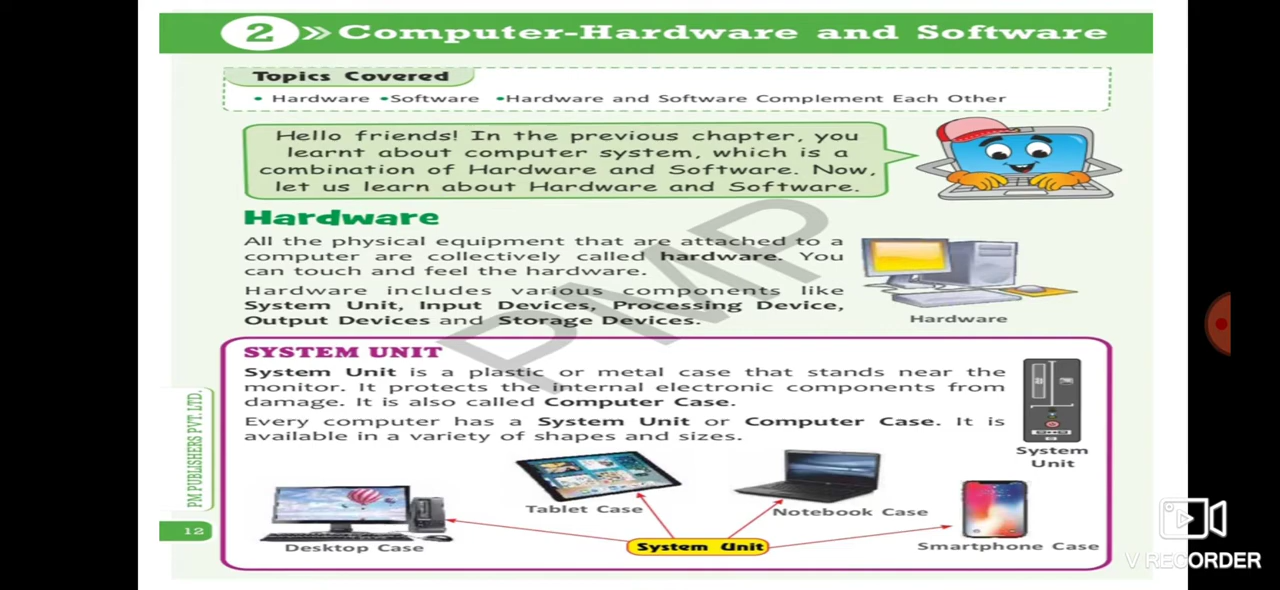 2 » Computer-Hardware and Software
Topics Covered
• Hardware •Software •Hardware and Software Complement Each Other
Hello friends! In the previous chapter, you
learnt about computer system, which is a
combination of Hardware and Software. Now,
let us learn about Hardware and Software.
Hardware
All the physical equipment that are attached to a
computer are collectively called hardware. You
can touch and feel the hardware.
Hardware includes various components like
System Unit, Input Devices, Processing Device,
Output Devices and Storage Devices.
Hardware
PMP
SYSTEM UNIT
System Unit is a plastic or metal case that stands near the
monitor. It protects the internal electronic components from
damage. It is also called Computer Case.
Every computer has a System Unit or Computer Case. It is
available in a variety of shapes and sizes.
System
Unit
Tablet Case
Notebook Case
Desktop Case
System Unit
Smartphone Case
PM PUBLISHERS PVT. LTD.
12
V RECORDER